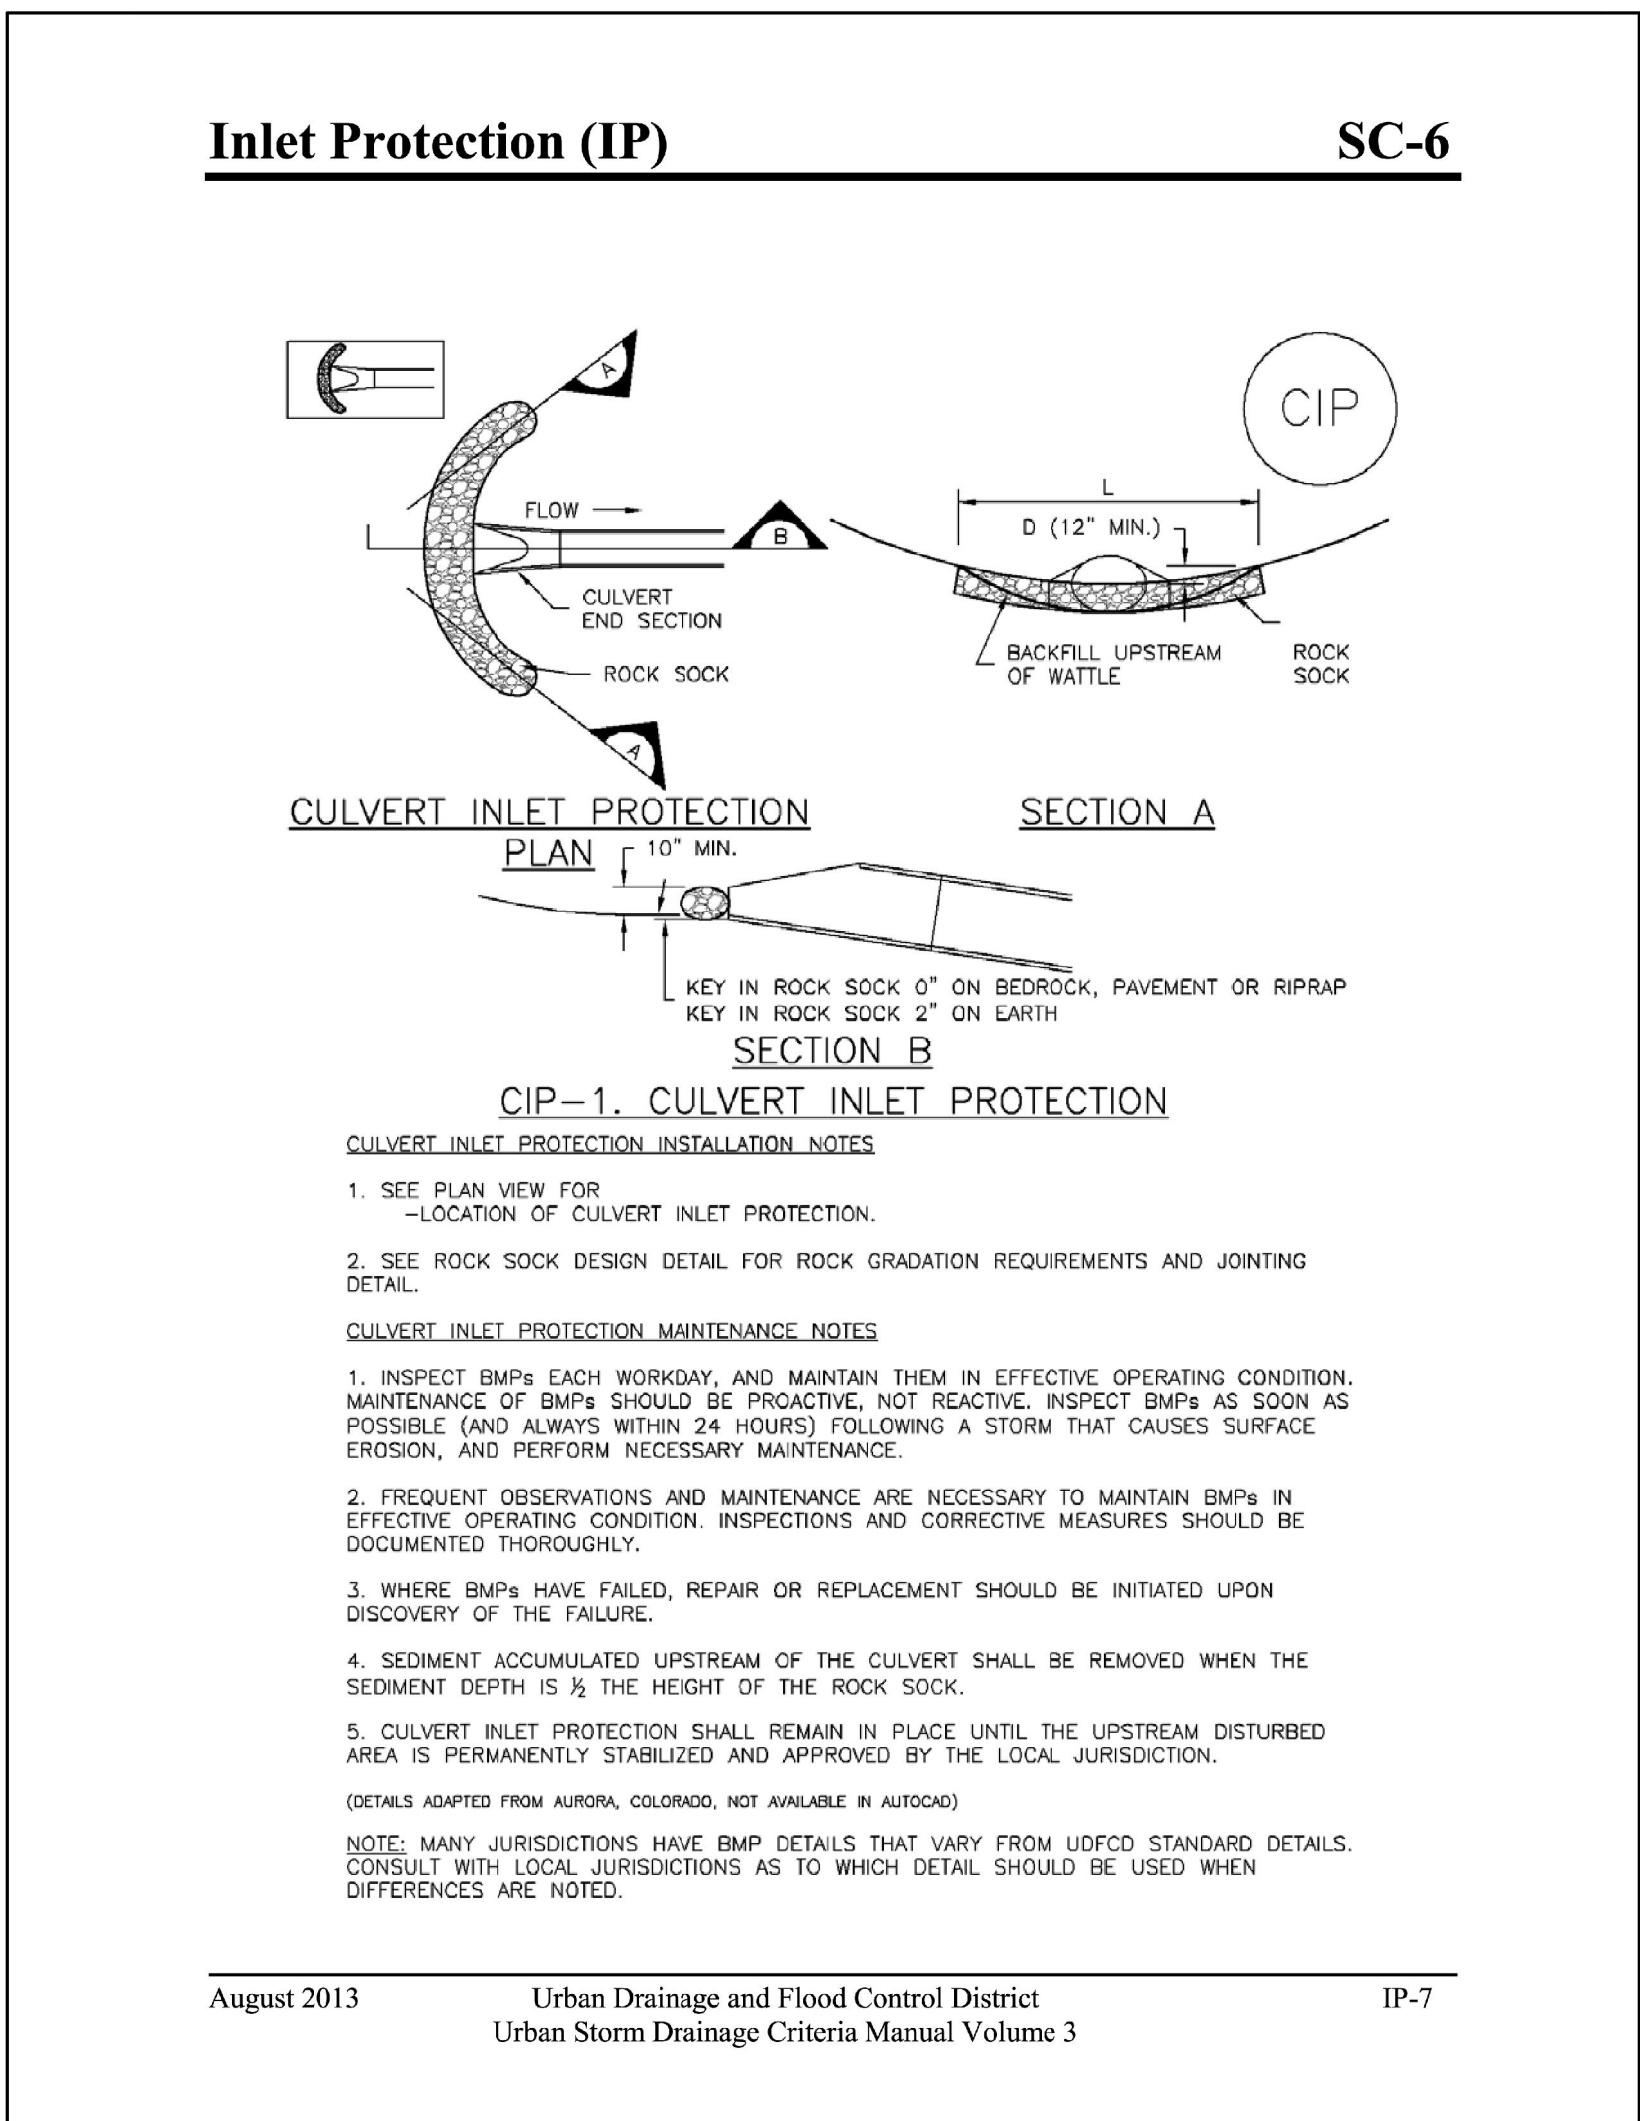 Inlet Protection (IP) SC-6
A
CIP
L
FLOW
D (12" MIN.)
B
CULVERT
END SECTION
BACKFILL UPSTREAM
OF WATTLE
ROCK
SOCK
ROCK SOCK
A
CULVERT INLET PROTECTION
PLAN
SECTION A
10" MIN.
KEY IN ROCK SOCK 0" ON BEDROCK, PAVEMENT OR RIPRAP
KEY IN ROCK SOCK 2" ON EARTH
SECTION B
CIP-1. CULVERT INLET PROTECTION
CULVERT INLET PROTECTION INSTALLATION NOTES
1. SEE PLAN VIEW FOR
-LOCATION OF CULVERT INLET PROTECTION.
2. SEE ROCK SOCK DESIGN DETAIL FOR ROCK GRADATION REQUIREMENTS AND JOINTING
DETAIL.
CULVERT INLET PROTECTION MAINTENANCE NOTES
1. INSPECT BMPs EACH WORKDAY, AND MAINTAIN THEM IN EFFECTIVE OPERATING CONDITION.
MAINTENANCE OF BMPs SHOULD BE PROACTIVE, NOT REACTIVE. INSPECT BMPs AS SOON AS
POSSIBLE (AND ALWAYS WITHIN 24 HOURS) FOLLOWING A STORM THAT CAUSES SURFACE
EROSION, AND PERFORM NECESSARY MAINTENANCE.
2. FREQUENT OBSERVATIONS AND MAINTENANCE ARE NECESSARY TO MAINTAIN BMPs IN
EFFECTIVE OPERATING CONDITION. INSPECTIONS AND CORRECTIVE MEASURES SHOULD BE
DOCUMENTED THOROUGHLY.
3. WHERE BMPs HAVE FAILED, REPAIR OR REPLACEMENT SHOULD BE INITIATED UPON
DISCOVERY OF THE FAILURE.
4. SEDIMENT ACCUMULATED UPSTREAM OF THE CULVERT SHALL BE REMOVED WHEN THE
SEDIMENT DEPTH IS ½ THE HEIGHT OF THE ROCK SOCK.
5. CULVERT INLET PROTECTION SHALL REMAIN IN PLACE UNTIL THE UPSTREAM DISTURBED
AREA IS PERMANENTLY STABILIZED AND APPROVED BY THE LOCAL JURISDICTION.
(DETAILS ADAPTED FROM AURORA, COLORADO, NOT AVAILABLE IN AUTOCAD)
NOTE: MANY JURISDICTIONS HAVE BMP DETAILS THAT VARY FROM UDFCD STANDARD DETAILS.
CONSULT WITH LOCAL JURISDICTIONS AS TO WHICH DETAIL SHOULD BE USED WHEN
DIFFERENCES ARE NOTED.
August 2013 Urban Drainage and Flood Control District IP-7
Urban Storm Drainage Criteria Manual Volume 3